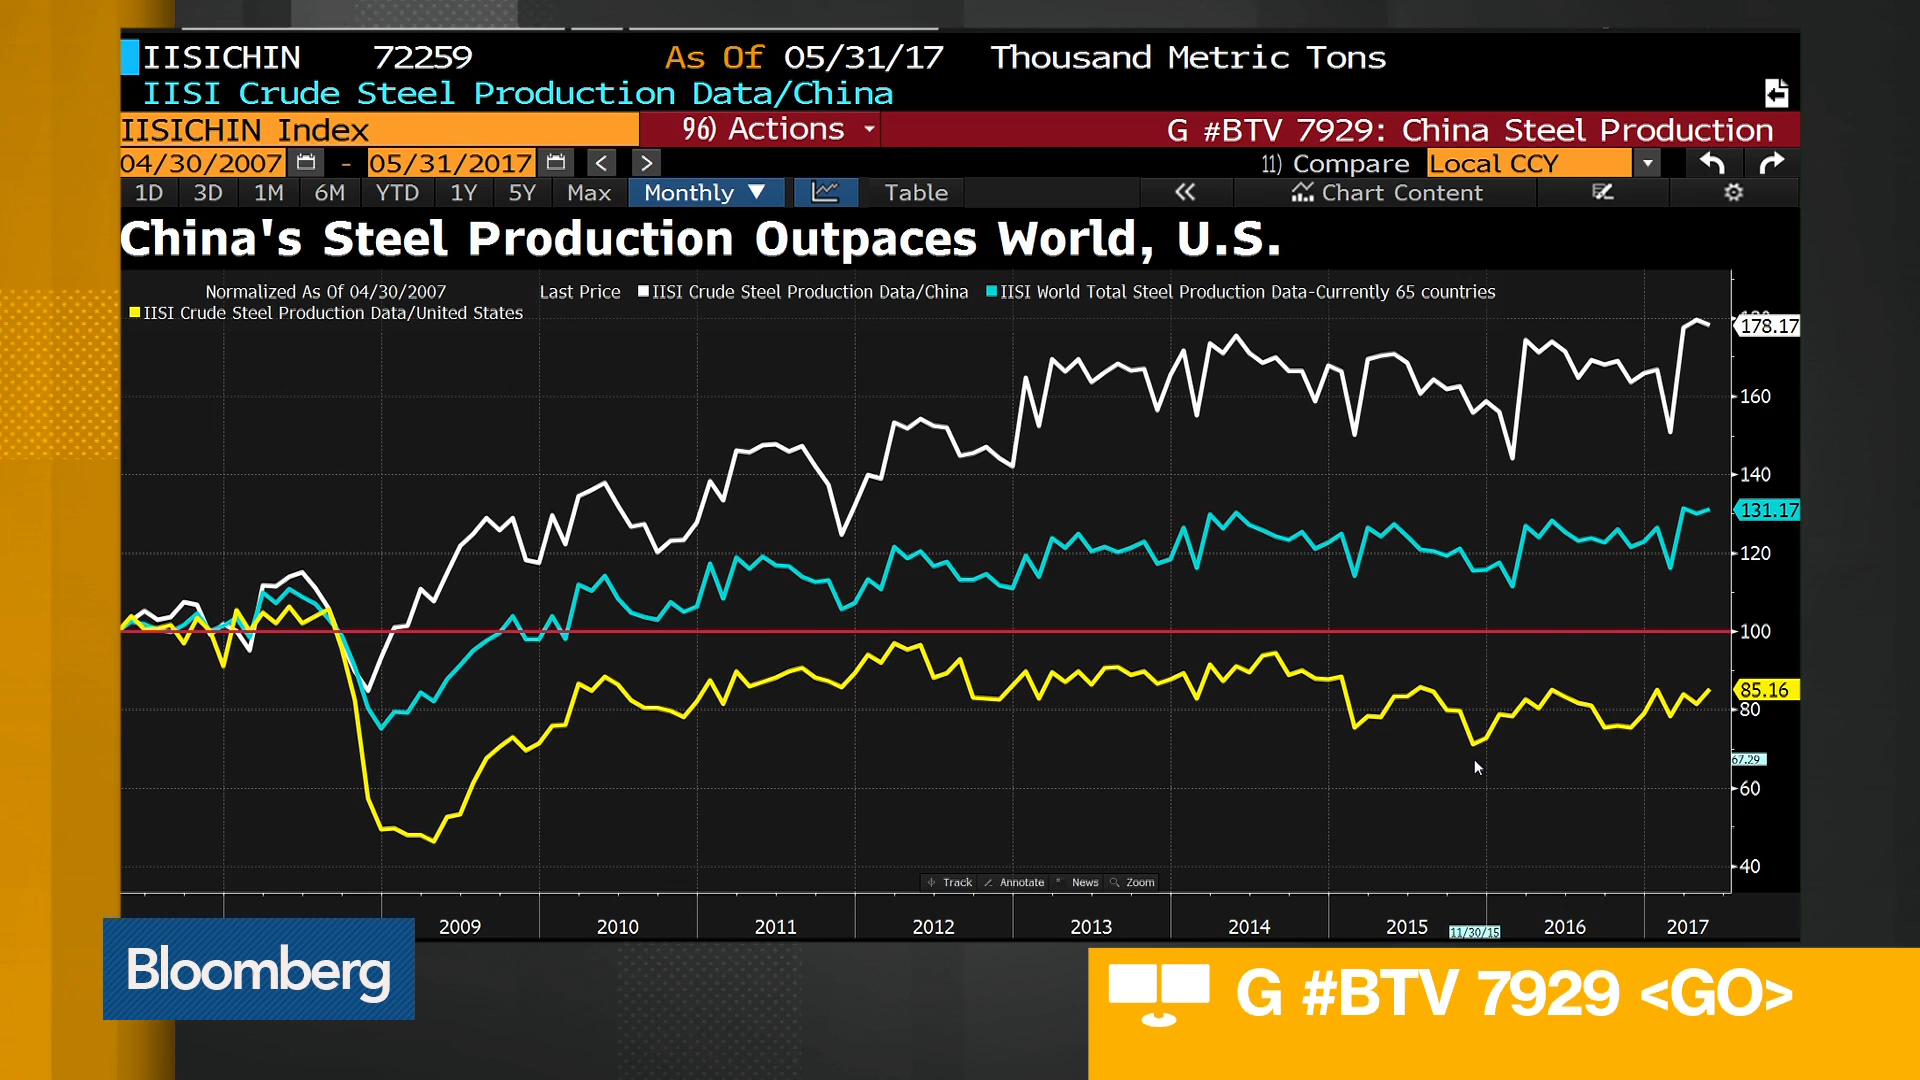 IISICHIN 72259 As Of 05/31/17 Thousand Metric Tons
IISI Crude Steel Production Data/China
IISICHIN Index 96) Actions G #BTV 7929: China Steel Production
04/30/2007 - 05/31/2017 < > 11) Compare Local CCY
1D 3D 1M 6M YTD 1Y 5Y Max Monthly ▼ Table « Chart Content
China's Steel Production Outpaces World, U.S.
Normalized As Of 04/30/2007 Last Price IISI Crude Steel Production Data/China IISI World Total Steel Production Data-Currently 65 countries
IISI Crude Steel Production Data/United States
178.17
160
140
131.17
120
100
85.16
80
67.29
60
40
Track Annotate News Zoom
2009 2010 2011 2012 2013 2014 2015 11/30/15 2016 2017
Bloomberg
G #BTV 7929 <GO>